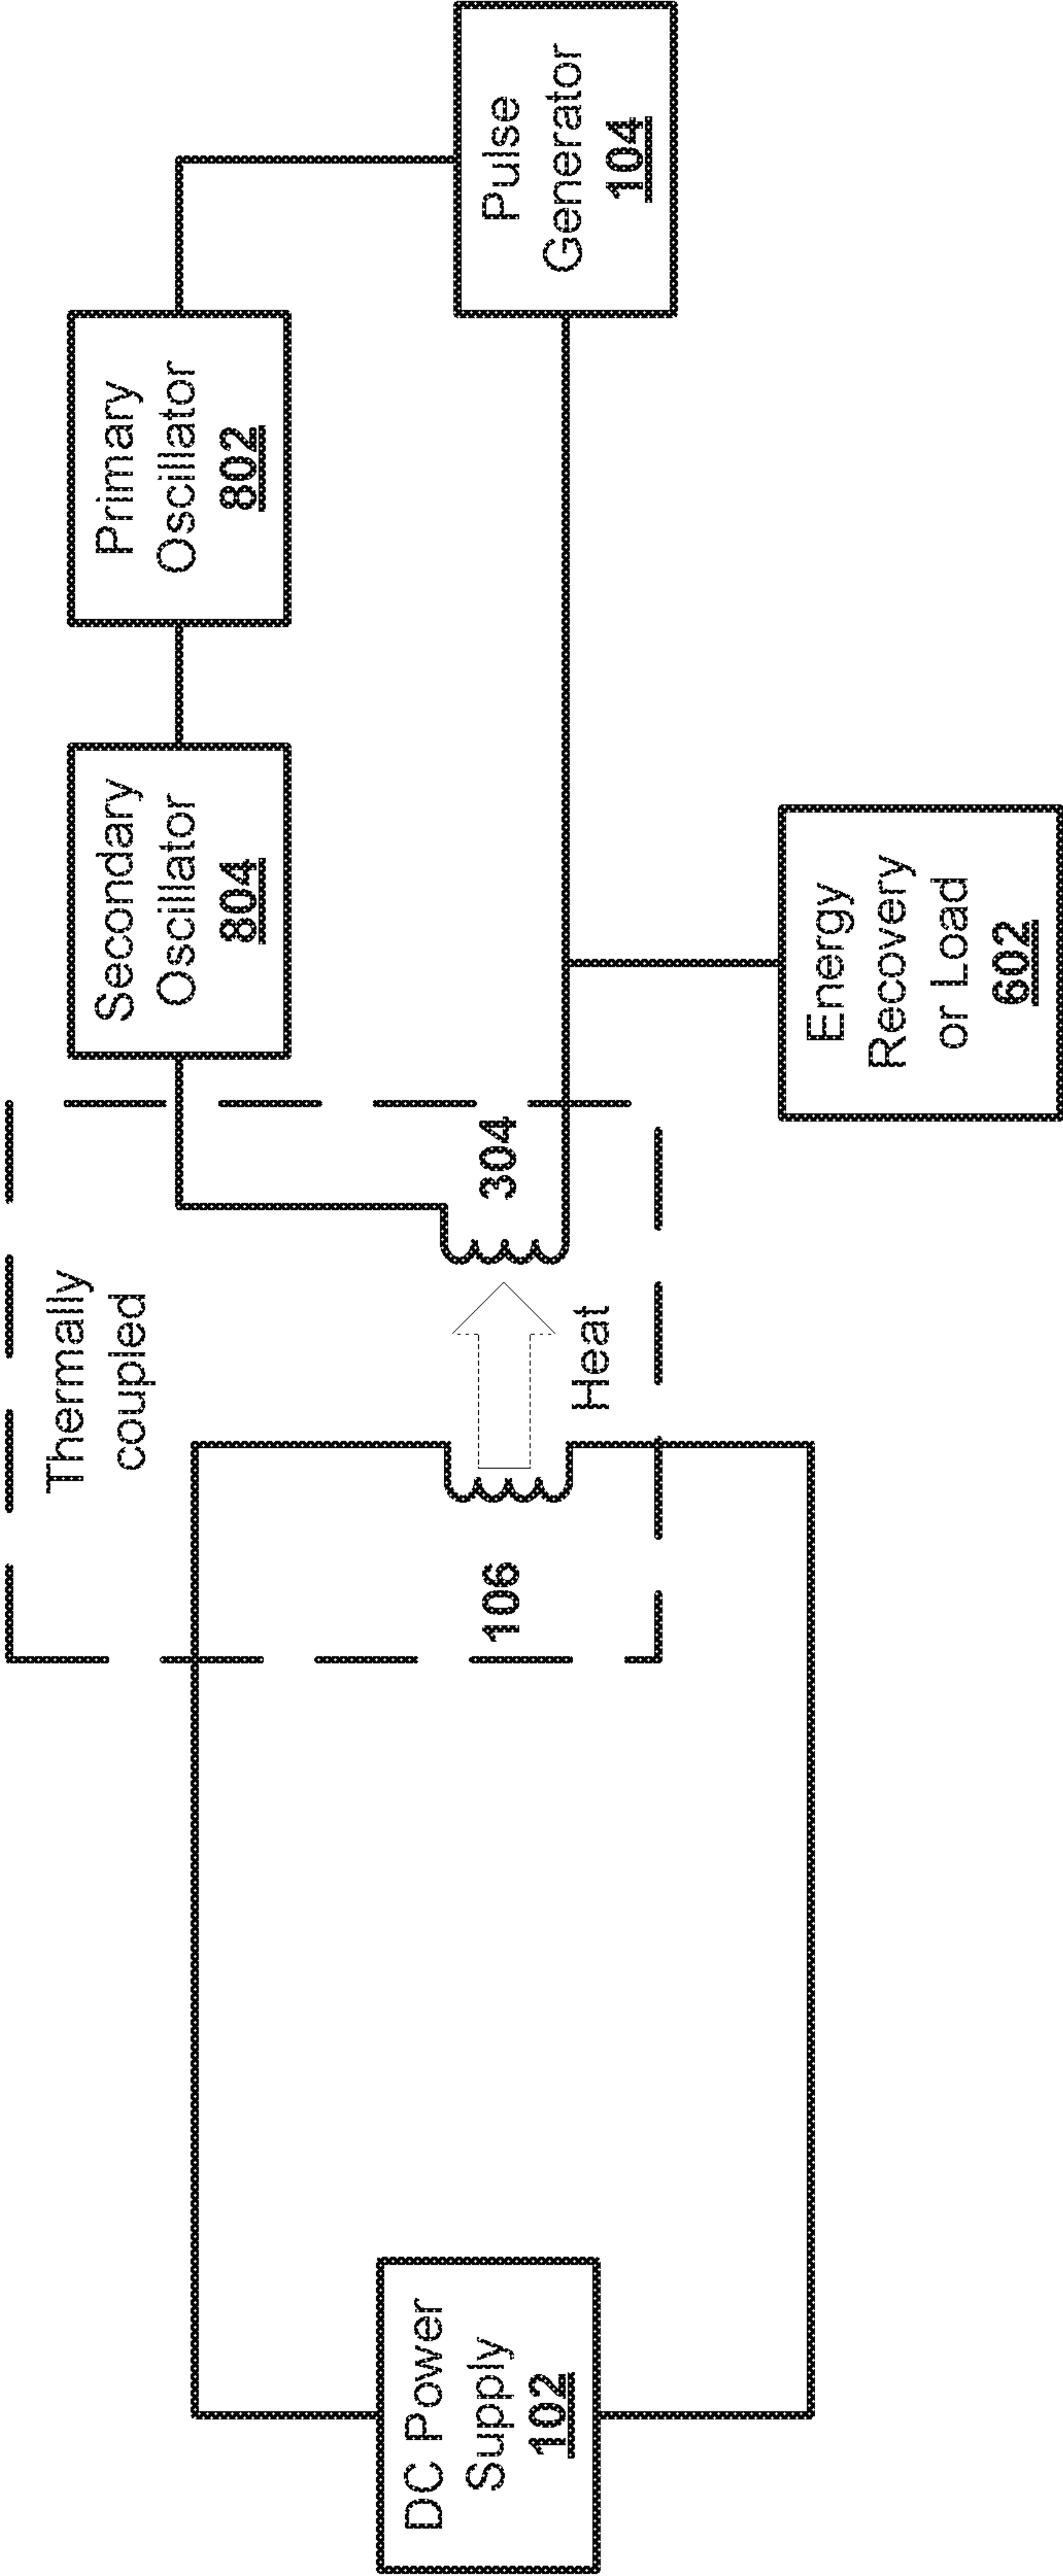 Thermally
coupled
Secondary
Oscillator
804
Primary
Oscillator
802
DC Power
Supply
102
106
Heat
304
Pulse
Generator
104
Energy
Recovery
or Load
602